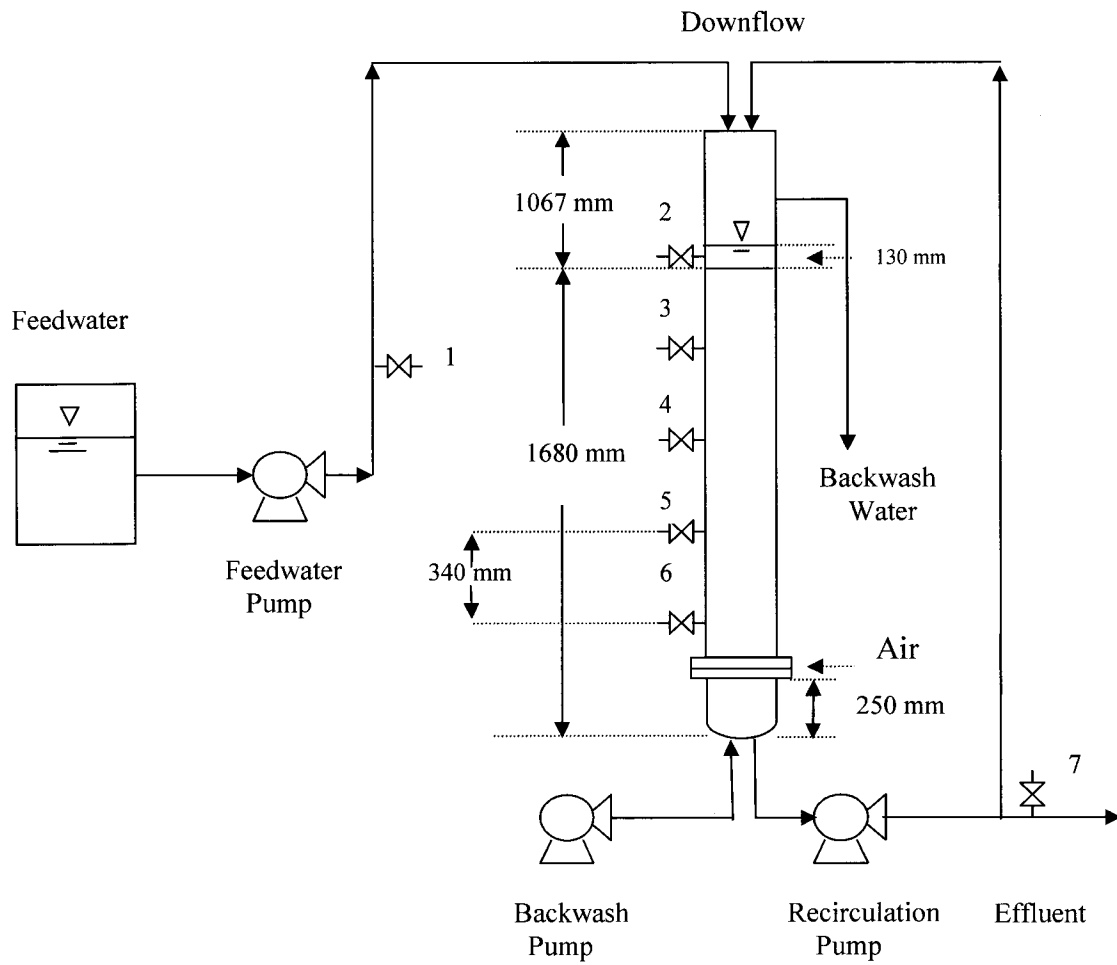 Downflow
1067 mm
2
130 mm
Feedwater
3
1
4
1680 mm
Backwash
Water
5
Feedwater
Pump
340 mm
6
Air
250 mm
7
Backwash
Pump
Recirculation
Pump
Effluent